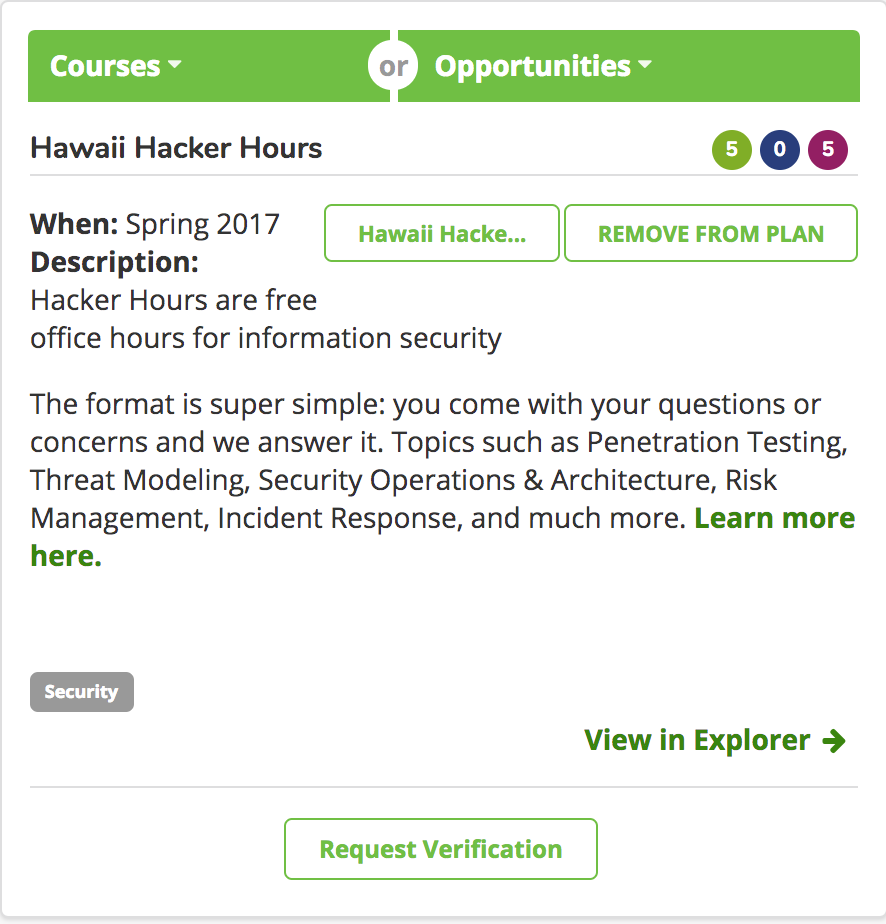 Courses or Opportunities
Hawaii Hacker Hours 5 0 5
When: Spring 2017 Hawaii Hacke... REMOVE FROM PLAN
Description:
Hacker Hours are free
office hours for information security
The format is super simple: you come with your questions or
concerns and we answer it. Topics such as Penetration Testing,
Threat Modeling, Security Operations & Architecture, Risk
Management, Incident Response, and much more. Learn more
here.
Security
View in Explorer
Request Verification